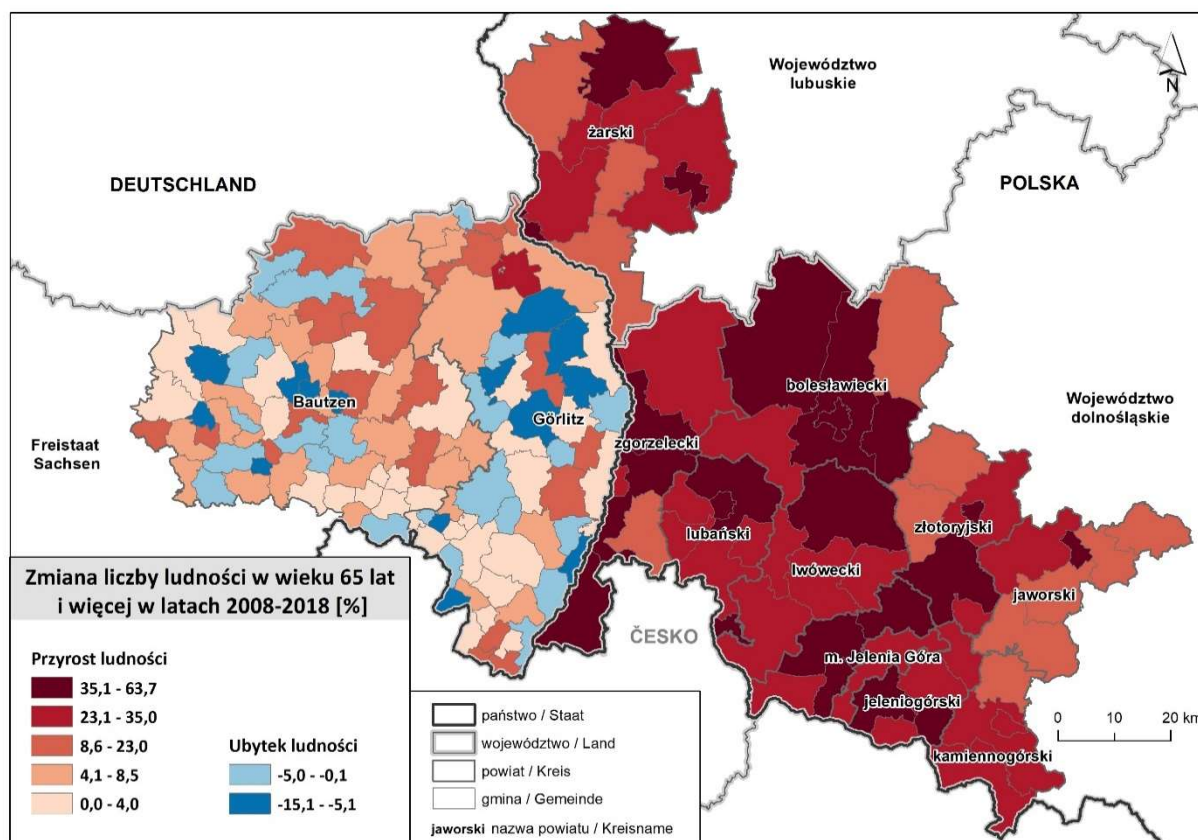 Województwo
lubuskie
N
żarski
DEUTSCHLAND
POLSKA
bolesławiecki
Województwo
dolnośląskie
Bautzen
Görlitz
Freistaat
Sachsen
zgorzelecki
złotoryjski
lubański
lwówecki
jaworski
ČESKO
m. Jelenia Góra
jeleniogórski
kamiennogórski
0 10 20 km
Zmiana liczby ludności w wieku 65 lat
i więcej w latach 2008-2018 [%]
Przyrost ludności
35,1 - 63,7
23,1 - 35,0
8,6 - 23,0
4,1 - 8,5
0,0 - 4,0
Ubytek ludności
-5,0 - -0,1
-15,1 - -5,1
państwo / Staat
województwo / Land
powiat / Kreis
gmina / Gemeinde
jaworski nazwa powiatu / Kreisname